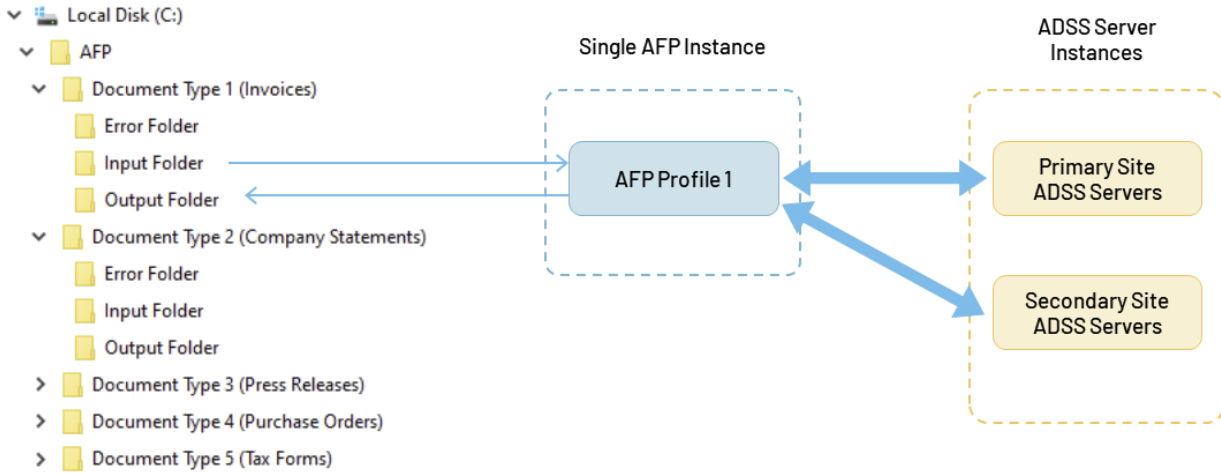 Local Disk (C:)
AFP
Document Type 1 (Invoices)
Error Folder
Input Folder
Output Folder
Document Type 2 (Company Statements)
Error Folder
Input Folder
Output Folder
Document Type 3 (Press Releases)
Document Type 4 (Purchase Orders)
Document Type 5 (Tax Forms)
Single AFP Instance
AFP Profile 1
ADSS Server
Instances
Primary Site
ADSS Servers
Secondary Site
ADSS Servers